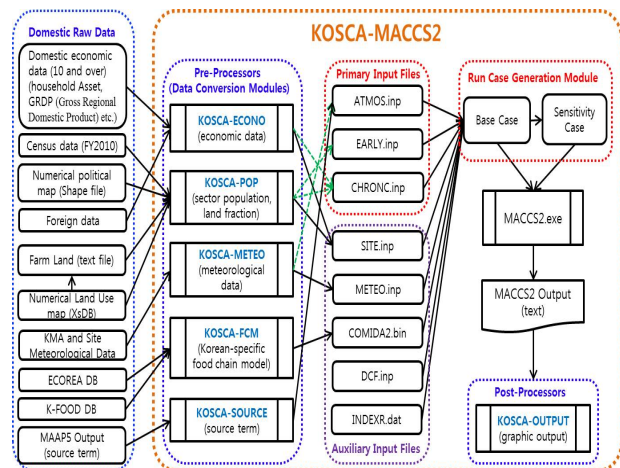 KOSCA-MACCS2
Domestic Raw Data
Domestic economic
data (10 and over)
(household Asset,
GRDP (Gross Regional
Domestic Product) etc.)
Census data (FY2010)
Numerical political
map (Shape file)
Foreign data
Farm Land (text file)
Numerical Land Use
map (XsDB)
KMA and Site
Meteorological Data
ECOREA DB
K-FOOD DB
MAAP5 Output
(source term)
Pre-Processors
(Data Conversion Modules)
KOSCA-ECONO
(economic data)
KOSCA-POP
(sector population,
land fraction)
KOSCA-METEO
(meteorological
data)
KOSCA-FCM
(Korean-specific
food chain model)
KOSCA-SOURCE
(source term)
Primary Input Files
ATMOS.inp
EARLY.inp
CHRONC.inp
SITE.inp
METEO.inp
COMIDA2.bin
DCF.inp
INDEXR.dat
Auxiliary Input Files
Run Case Generation Module
Base Case
Sensitivity
Case
MACCS2.exe
MACCS2 Output
(text)
Post-Processors
KOSCA-OUTPUT
(graphic output)